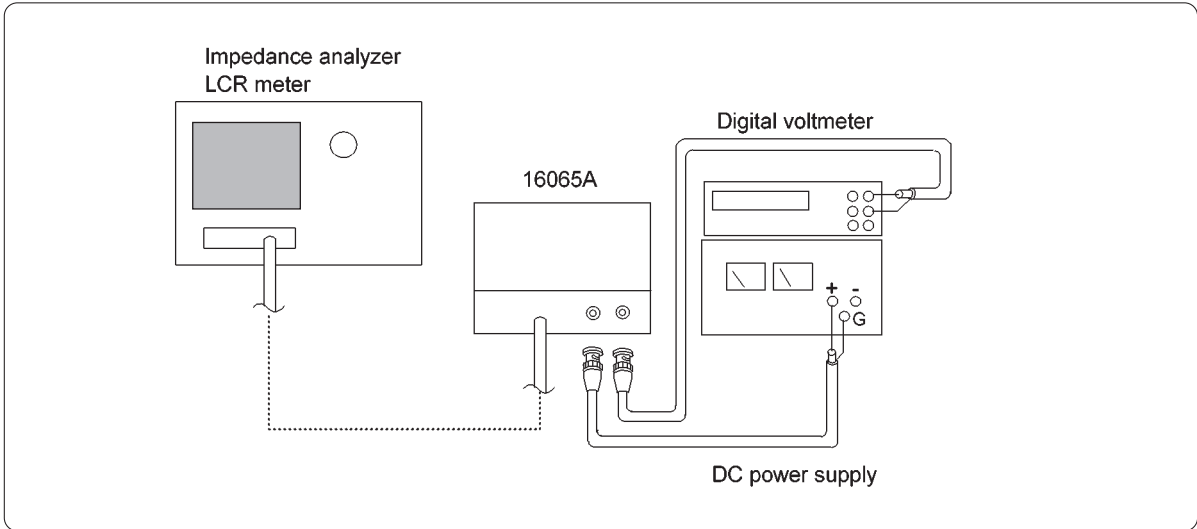 Impedance analyzer
LCR meter
Digital voltmeter
16065A
+ -
G
DC power supply